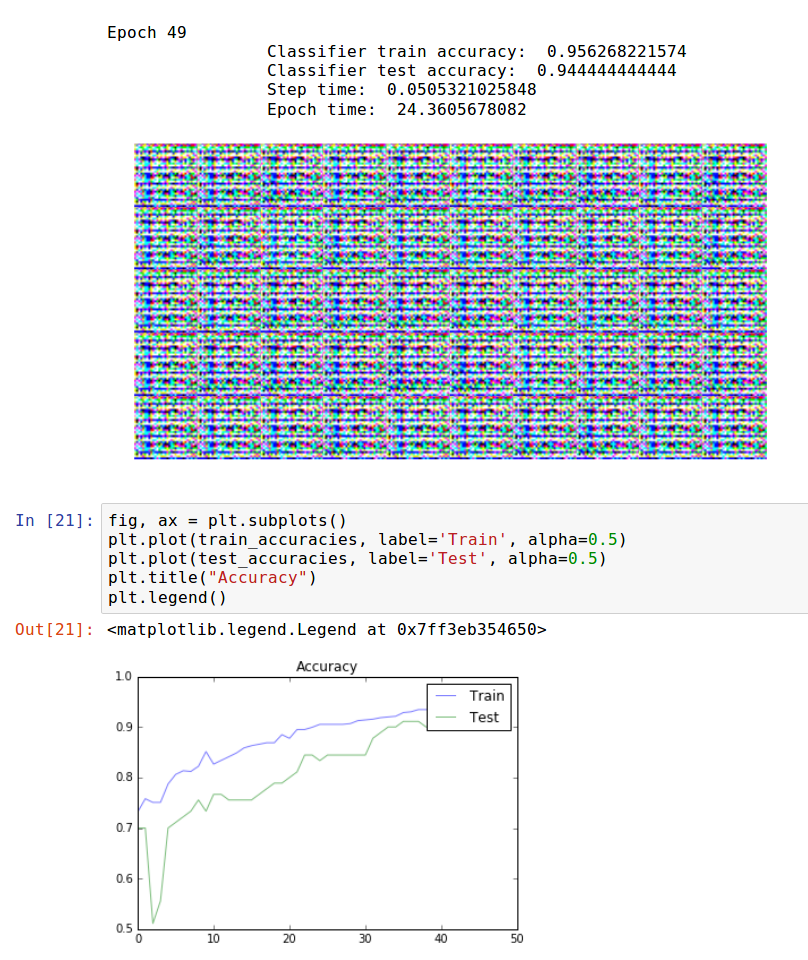 Epoch 49
Classifier train accuracy:  0.956268221574
Classifier test accuracy:  0.944444444444
Step time:  0.0505321025848
Epoch time:  24.3605678082
In [21]: fig, ax = plt.subplots()
plt.plot(train_accuracies, label='Train', alpha=0.5)
plt.plot(test_accuracies, label='Test', alpha=0.5)
plt.title("Accuracy")
plt.legend()
Out[21]: <matplotlib.legend.Legend at 0x7ff3eb354650>
Accuracy
Train
Test
1.0
0.9
0.8
0.7
0.6
0.5
0 10 20 30 40 50